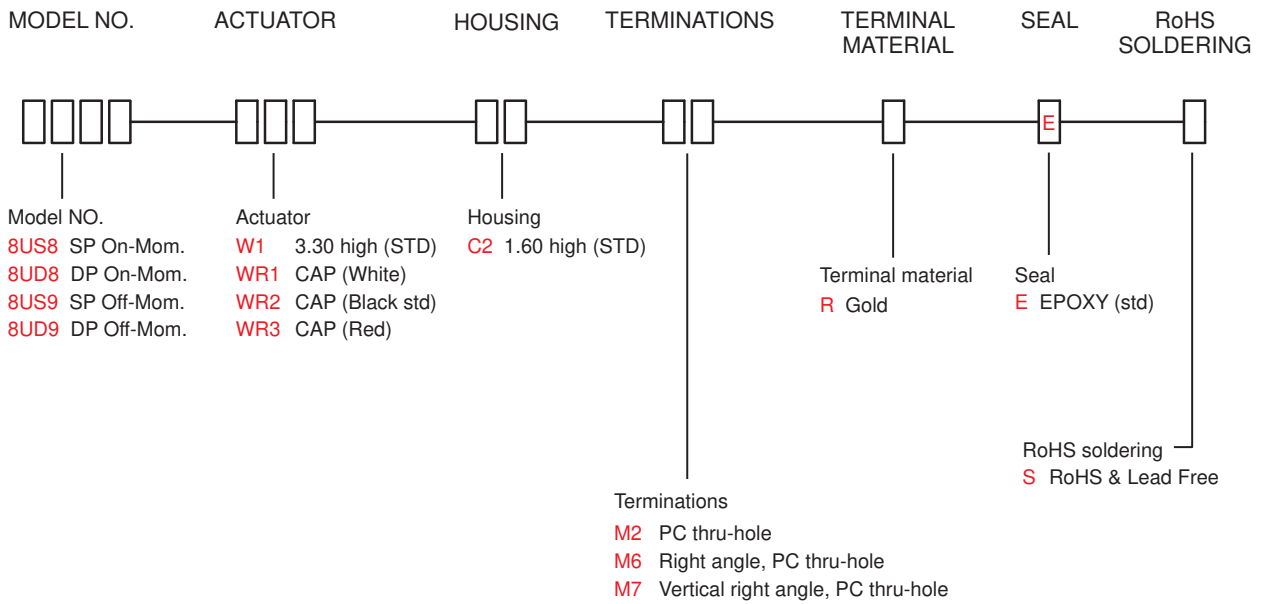 MODEL NO.
ACTUATOR
HOUSING
TERMINATIONS
TERMINAL
MATERIAL
SEAL
RoHS
SOLDERING
E
Model NO.
8US8 SP On-Mom.
8UD8 DP On-Mom.
8US9 SP Off-Mom.
8UD9 DP Off-Mom.
Actuator
W1 3.30 high (STD)
WR1 CAP (White)
WR2 CAP (Black std)
WR3 CAP (Red)
Housing
C2 1.60 high (STD)
Terminations
M2 PC thru-hole
M6 Right angle, PC thru-hole
M7 Vertical right angle, PC thru-hole
Terminal material
R Gold
Seal
E EPOXY (std)
RoHS soldering
S RoHS & Lead Free